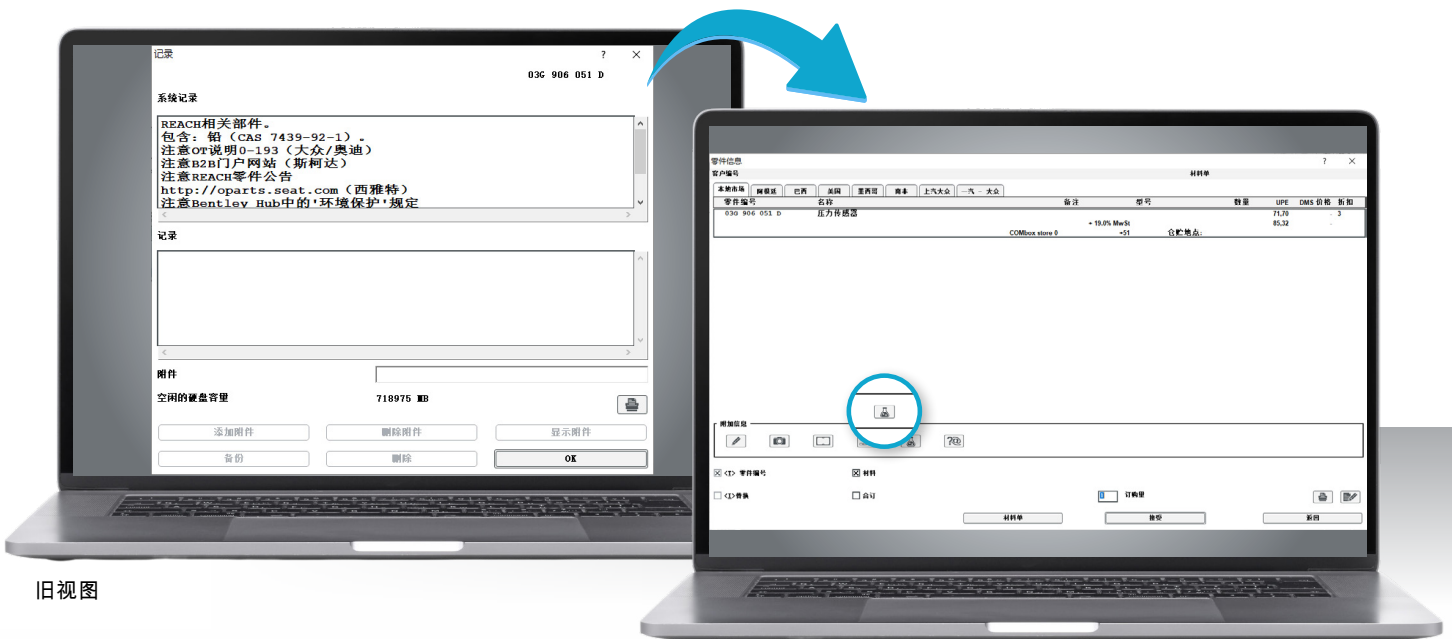 记录
? ×
03G 906 051 D
系统记录
REACH相关部件。
包含: 铅（CAS 7439-92-1）。
注意OT说明0-193（大众/奥迪）
注意B2B门户网站（斯柯达）
注意REACH零件公告
http://oparts.seat.com（西雅特）
注意Bentley Hub中的'环境保护'规定
记录
附件
空闲的硬盘容量 718975 MB
添加附件 删除附件 显示附件
备份 删除 OK
旧视图
零件信息 ? ×
客户编号 材料单
本地市场 阿根廷 巴西 美国 墨西哥 南非 上汽大众 一汽 - 大众
零件编号 名称 备注 型号 数量 UPE DMS 价格 折扣
03G 906 051 D 压力传感器 71,70 - 3
+ 19.0% MwSt 85,32 -
COMbox store 0 +51 仓贮地点:
附加信息
<T> 零件编号 材料
<I>替换 合订 订购量
材料单 接受 返回